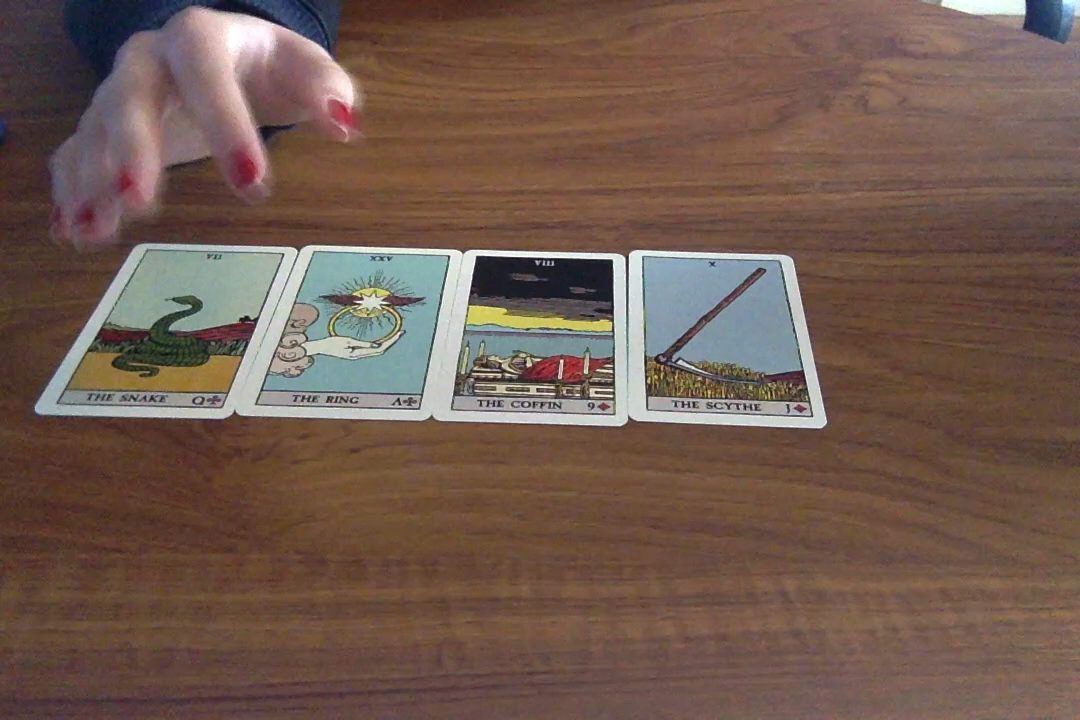 VII
THE SNAKE Q♣
XXV
THE RING A♣
VIII
THE COFFIN 9♦
X
THE SCYTHE J♦